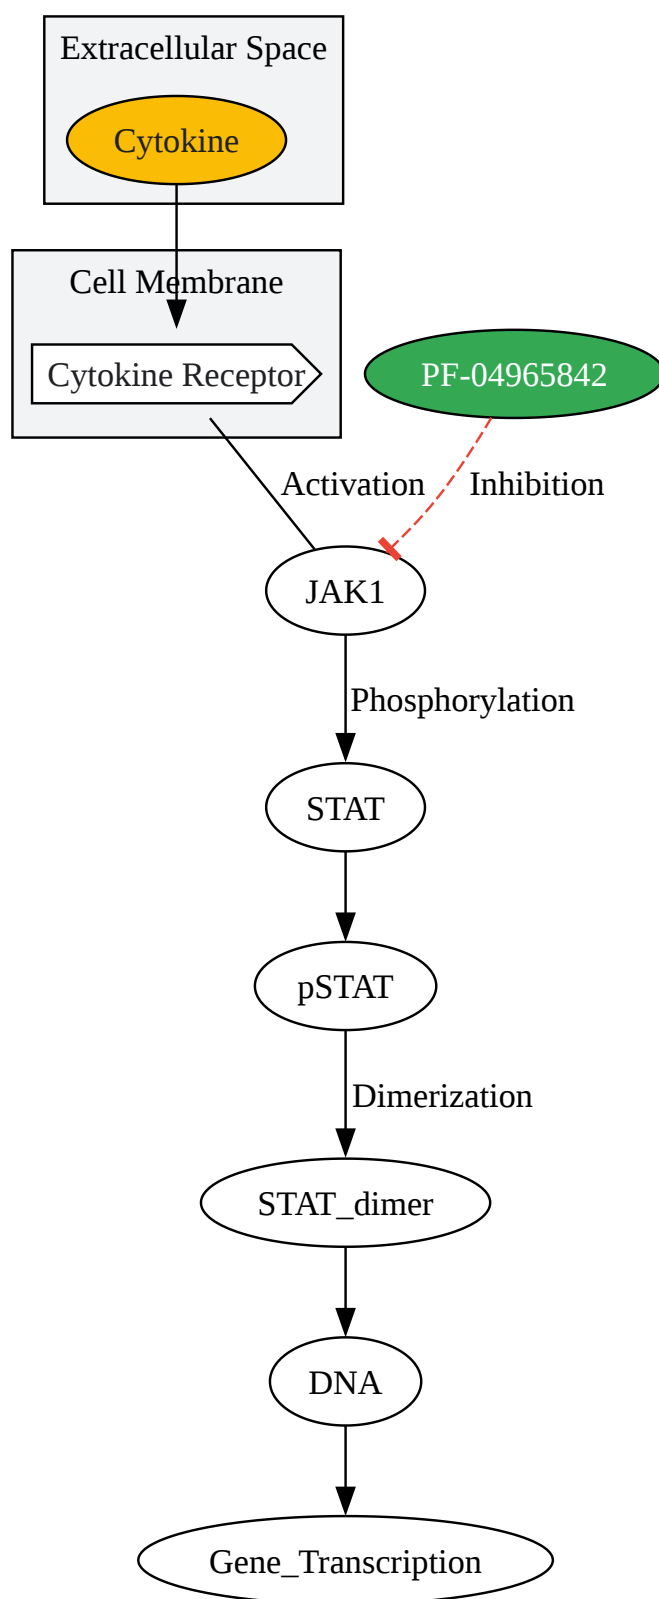 Extracellular Space
Cytokine
Cell Membrane
Cytokine Receptor
PF-04965842
Activation
Inhibition
JAK1
Phosphorylation
STAT
pSTAT
Dimerization
STAT_dimer
DNA
Gene_Transcription